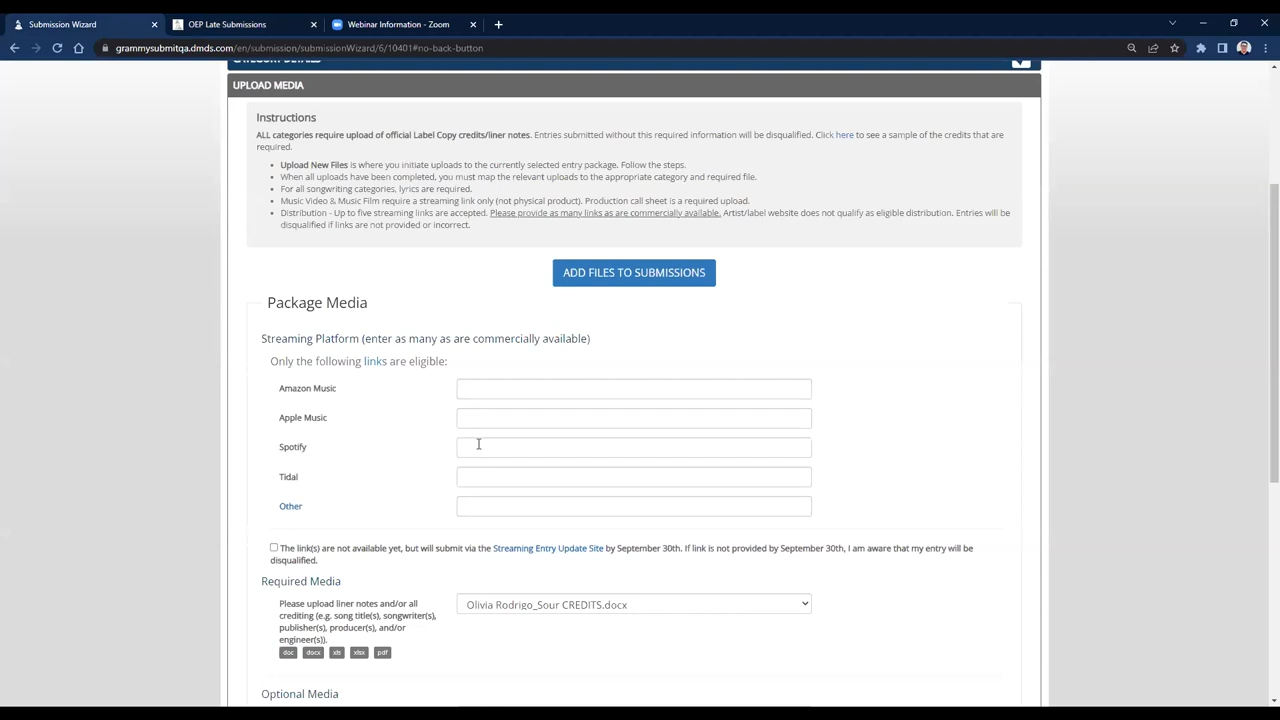 Submission Wizard
OEP Late Submissions
Webinar Information - Zoom
grammysubmitqa.dmds.com/en/submission/submissionWizard/6/10401#no-back-button
CATEGORY DETAILS
UPLOAD MEDIA
Instructions
ALL categories require upload of official Label Copy credits/liner notes. Entries submitted without this required information will be disqualified. Click here to see a sample of the credits that are
required.
• Upload New Files is where you initiate uploads to the currently selected entry package. Follow the steps.
• When all uploads have been completed, you must map the relevant uploads to the appropriate category and required file.
• For all songwriting categories, lyrics are required.
• Music Video & Music Film require a streaming link only (not physical product). Production call sheet is a required upload.
• Distribution - Up to five streaming links are accepted. Please provide as many links as are commercially available. Artist/label website does not qualify as eligible distribution. Entries will be
disqualified if links are not provided or incorrect.
ADD FILES TO SUBMISSIONS
Package Media
Streaming Platform (enter as many as are commercially available)
Only the following links are eligible:
Amazon Music
Apple Music
Spotify
Tidal
Other
The link(s) are not available yet, but will submit via the Streaming Entry Update Site by September 30th. If link is not provided by September 30th, I am aware that my entry will be
disqualified.
Required Media
Please upload liner notes and/or all
crediting (e.g. song title(s), songwriter(s),
publisher(s), producer(s), and/or
engineer(s)).
Olivia Rodrigo_Sour CREDITS.docx
doc docx xls xlsx pdf
Optional Media